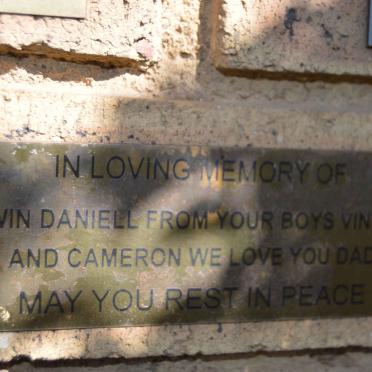 IN LOVING MEMORY OF
WIN DANIELL FROM YOUR BOYS VIN
AND CAMERON WE LOVE YOU DAD
MAY YOU REST IN PEACE